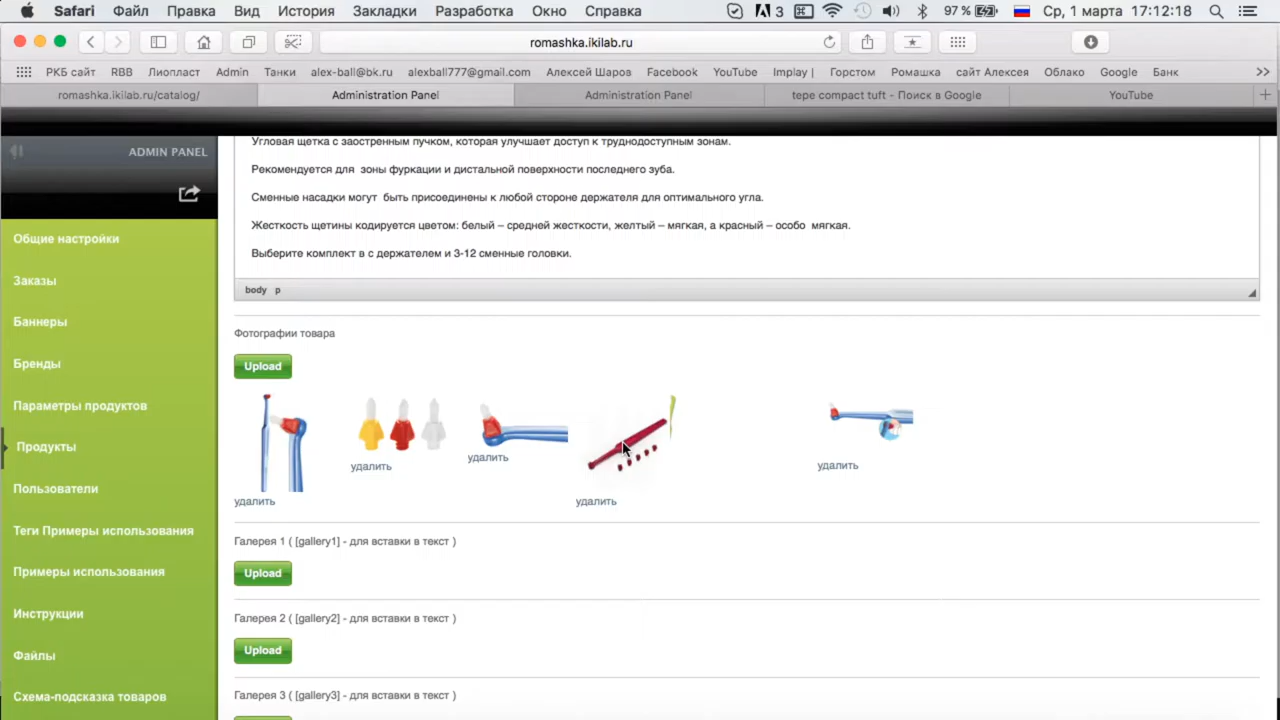 Safari Файл Правка Вид История Закладки Разработка Окно Справка 3 97 % Ср, 1 марта 17:12:18
romashka.ikilab.ru
РКБ сайт RBB Лиопласт Admin Танки alex-ball@bk.ru alexball777@gmail.com Алексей Шаров Facebook YouTube Implay | Горстом Ромашка сайт Алексея Облако Google Банк >>
romashka.ikilab.ru/catalog/ Administration Panel Administration Panel tepe compact tuft - Поиск в Google YouTube +
ADMIN PANEL
Общие настройки
Заказы
Баннеры
Бренды
Параметры продуктов
Продукты
Пользователи
Теги Примеры использования
Примеры использования
Инструкции
Файлы
Схема-подсказка товаров
Угловая щетка с заостренным пучком, которая улучшает доступ к труднодоступным зонам.
Рекомендуется для зоны фуркации и дистальной поверхности последнего зуба.
Сменные насадки могут быть присоединены к любой стороне держателя для оптимального угла.
Жесткость щетины кодируется цветом: белый – средней жесткости, желтый – мягкая, а красный – особо мягкая.
Выберите комплект в с держателем и 3-12 сменные головки.
body p
Фотографии товара
Upload
удалить удалить удалить удалить удалить
Галерея 1 ( [gallery1] - для вставки в текст )
Upload
Галерея 2 ( [gallery2] - для вставки в текст )
Upload
Галерея 3 ( [gallery3] - для вставки в текст )